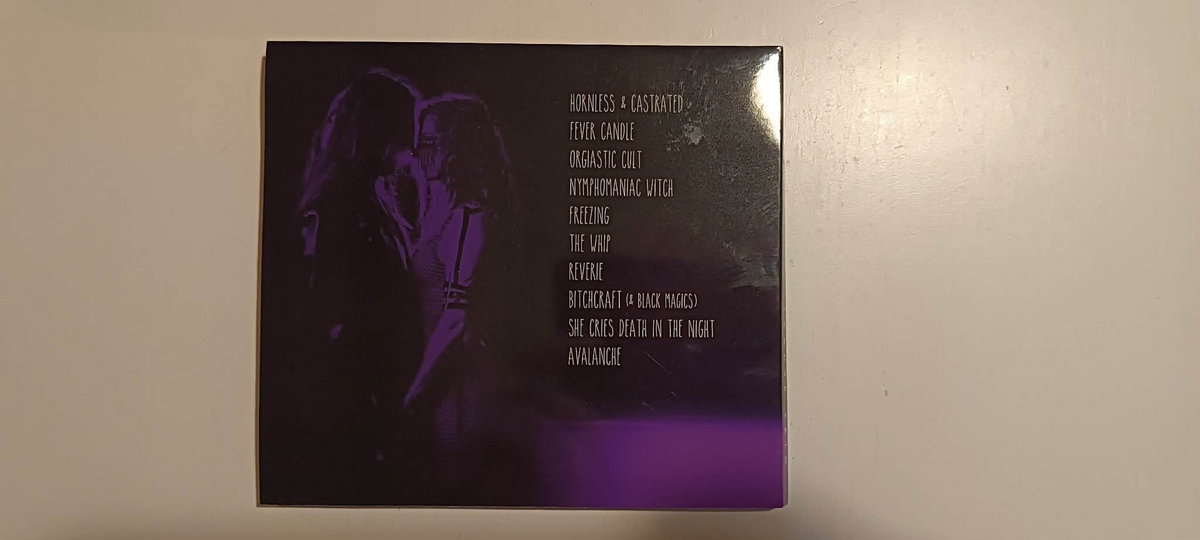 HORNLESS & CASTRATED
FEVER CANDLE
ORGIASTIC CULT
NYMPHOMANIAC WITCH
FREEZING
THE WHIP
REVERIE
BITCHCRAFT (& BLACK MAGICS)
SHE CRIES DEATH IN THE NIGHT
AVALANCHE